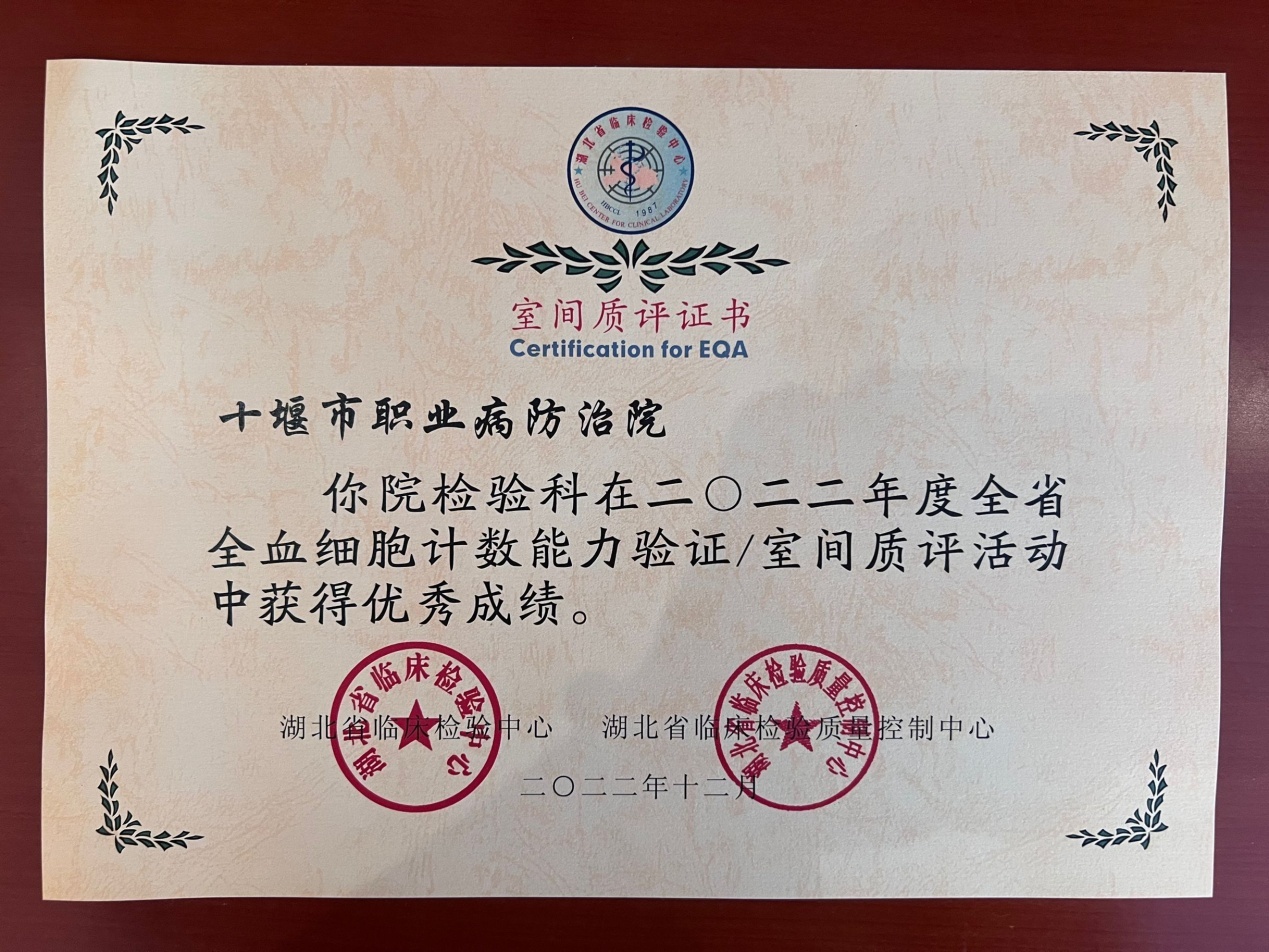 湖北省临床检验中心
HU BEI CENTER FOR CLINICAL LABORATORY
HBCCL 1987
室间质评证书
Certification for EQA
十堰市职业病防治院
你院检验科在二〇二二年度全省
全血细胞计数能力验证/室间质评活动
中获得优秀成绩。
湖北省临床检验中心
湖北省临床检验质量控制中心
湖北省临床检验中心 湖北省临床检验质量控制中心
二〇二二年十二月